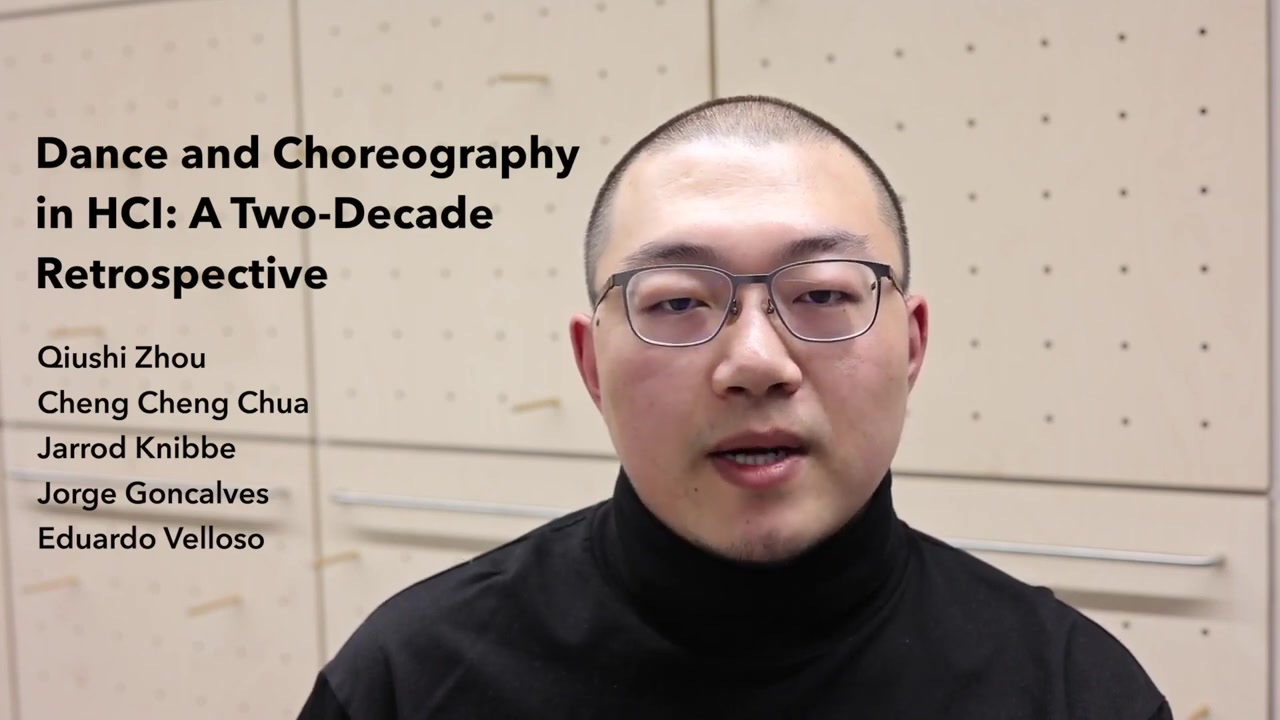 Dance and Choreography
in HCI: A Two-Decade
Retrospective
Qiushi Zhou
Cheng Cheng Chua
Jarrod Knibbe
Jorge Goncalves
Eduardo Velloso